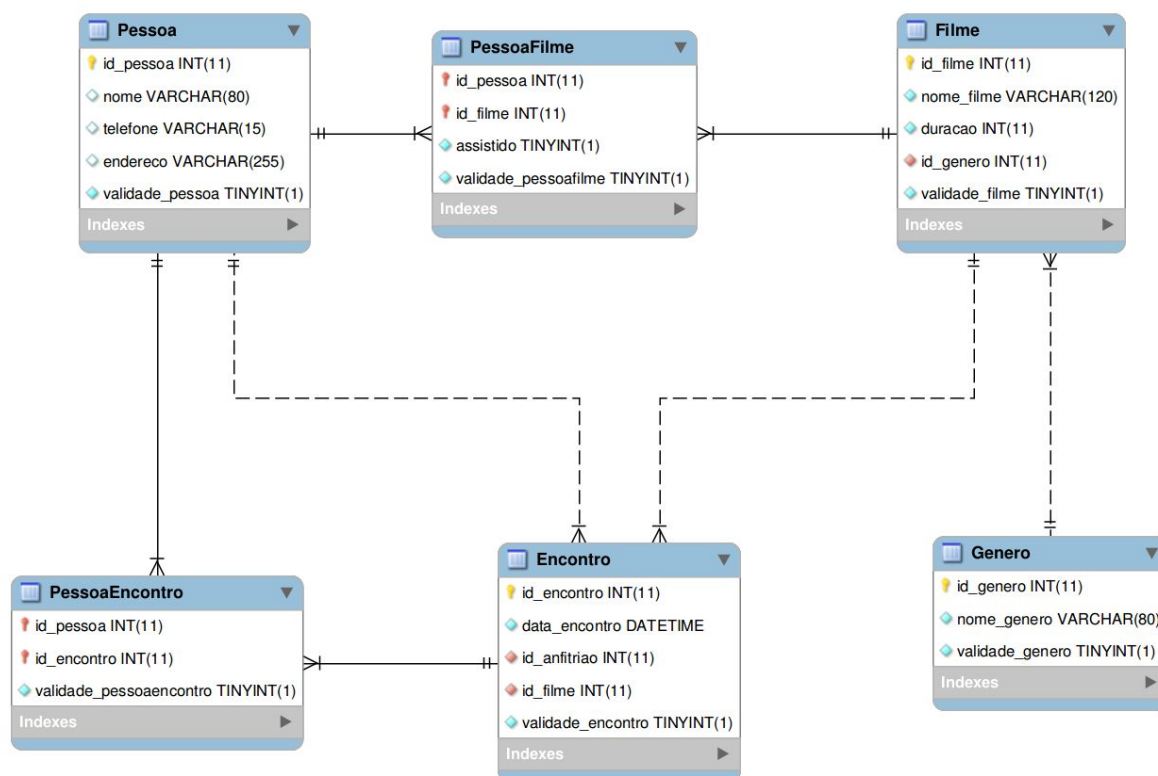 Pessoa
id_pessoa INT(11)
nome VARCHAR(80)
telefone VARCHAR(15)
endereco VARCHAR(255)
validade_pessoa TINYINT(1)
Indexes
PessoaFilme
id_pessoa INT(11)
id_filme INT(11)
assistido TINYINT(1)
validade_pessoafilme TINYINT(1)
Indexes
Filme
id_filme INT(11)
nome_filme VARCHAR(120)
duracao INT(11)
id_genero INT(11)
validade_filme TINYINT(1)
Indexes
PessoaEncontro
id_pessoa INT(11)
id_encontro INT(11)
validade_pessoaencontro TINYINT(1)
Indexes
Encontro
id_encontro INT(11)
data_encontro DATETIME
id_anfitriao INT(11)
id_filme INT(11)
validade_encontro TINYINT(1)
Indexes
Genero
id_genero INT(11)
nome_genero VARCHAR(80)
validade_genero TINYINT(1)
Indexes